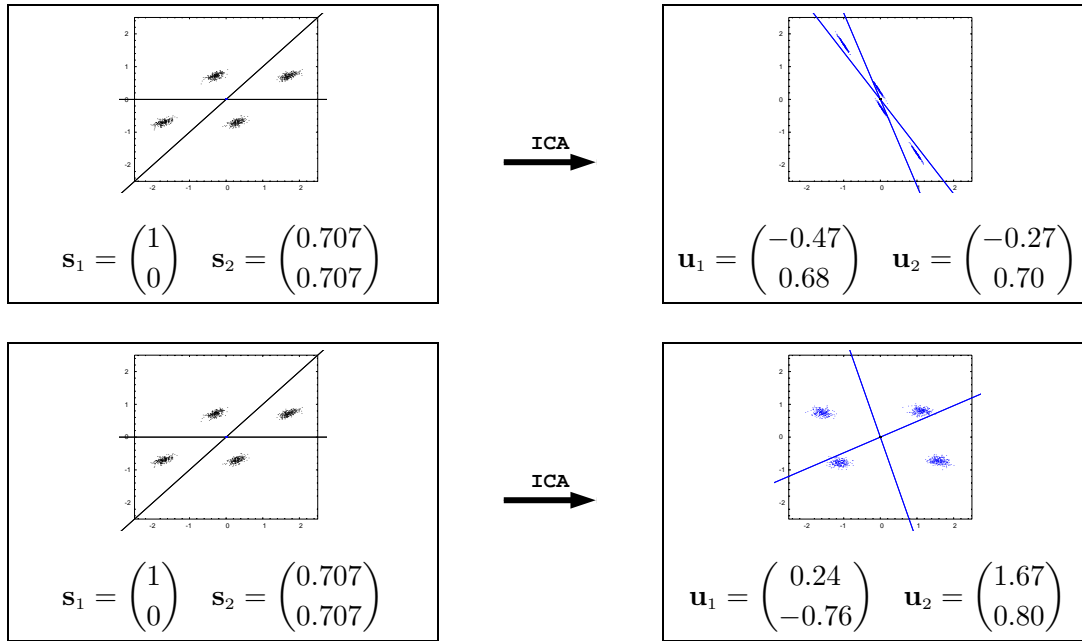 2
1
0
-1
-2
-2 -1 0 1 2
s₁ = (1 0) s₂ = (0.707 0.707)
ICA
2
1
0
-1
-2
-2 -1 0 1 2
u₁ = (−0.47 0.68) u₂ = (−0.27 0.70)
2
1
0
-1
-2
-2 -1 0 1 2
s₁ = (1 0) s₂ = (0.707 0.707)
ICA
2
1
0
-1
-2
-2 -1 0 1 2
u₁ = (0.24 −0.76) u₂ = (1.67 0.80)